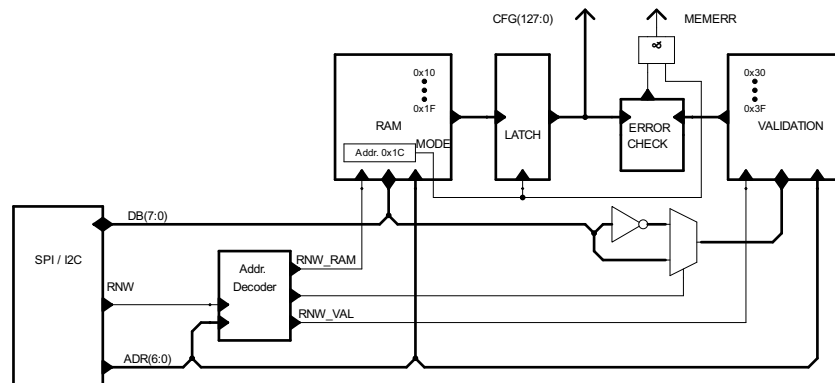 CFG(127:0)
MEMERR
&
0x10
0x1F
RAM
MODE
Addr. 0x1C
LATCH
ERROR
CHECK
0x30
0x3F
VALIDATION
DB(7:0)
SPI / I2C
RNW
Addr.
Decoder
RNW_RAM
RNW_VAL
ADR(6:0)